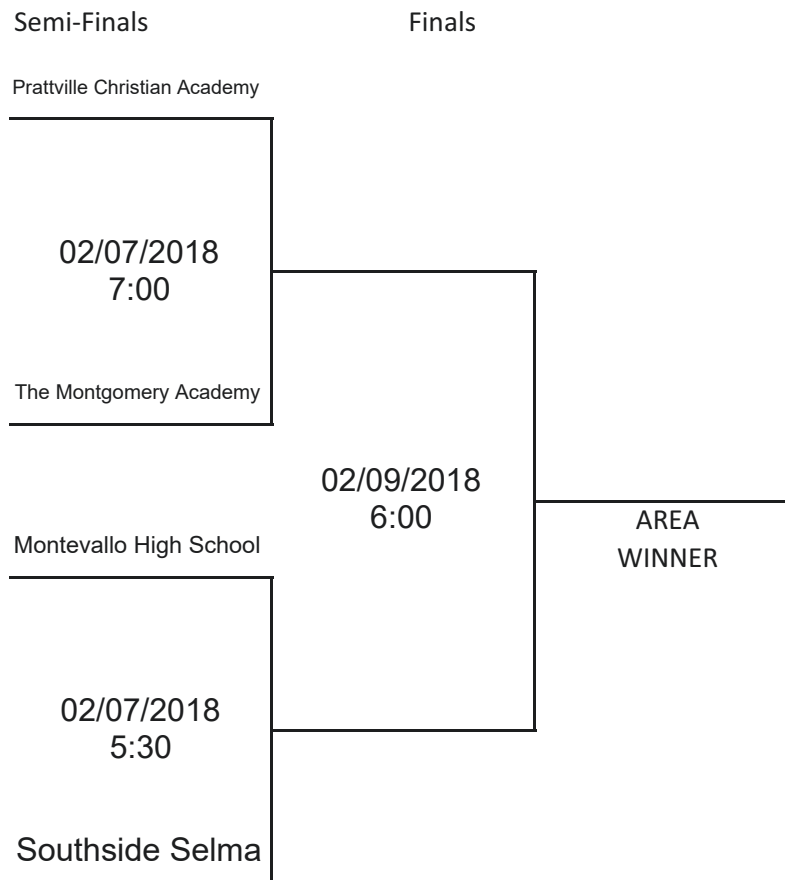 Semi-Finals
Finals
Prattville Christian Academy
02/07/2018
7:00
The Montgomery Academy
02/09/2018
6:00
AREA
WINNER
Montevallo High School
02/07/2018
5:30
Southside Selma